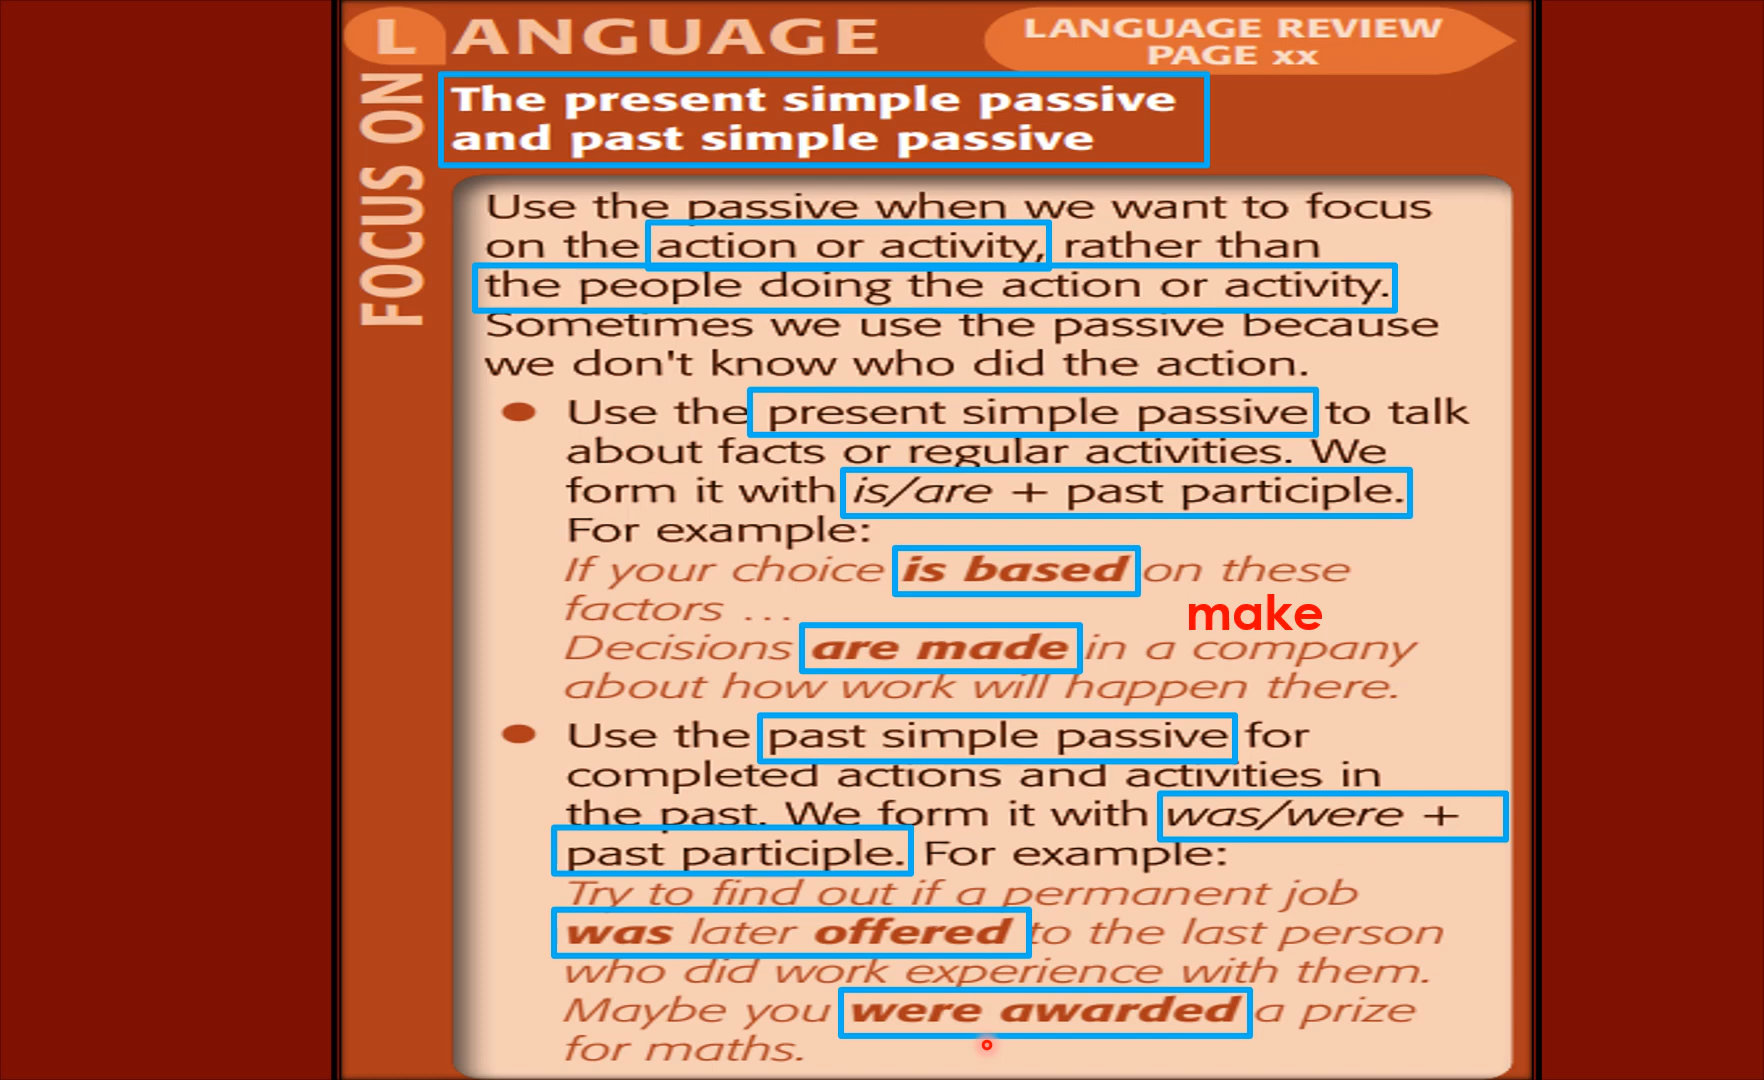 LANGUAGE
LANGUAGE REVIEW
PAGE xx
FOCUS ON
The present simple passive
and past simple passive
Use the passive when we want to focus
on the action or activity, rather than
the people doing the action or activity.
Sometimes we use the passive because
we don't know who did the action.
● Use the present simple passive to talk
about facts or regular activities. We
form it with is/are + past participle.
For example:
If your choice is based on these
factors ...
make
Decisions are made in a company
about how work will happen there.
● Use the past simple passive for
completed actions and activities in
the past. We form it with was/were +
past participle. For example:
Try to find out if a permanent job
was later offered to the last person
who did work experience with them.
Maybe you were awarded a prize
for maths.